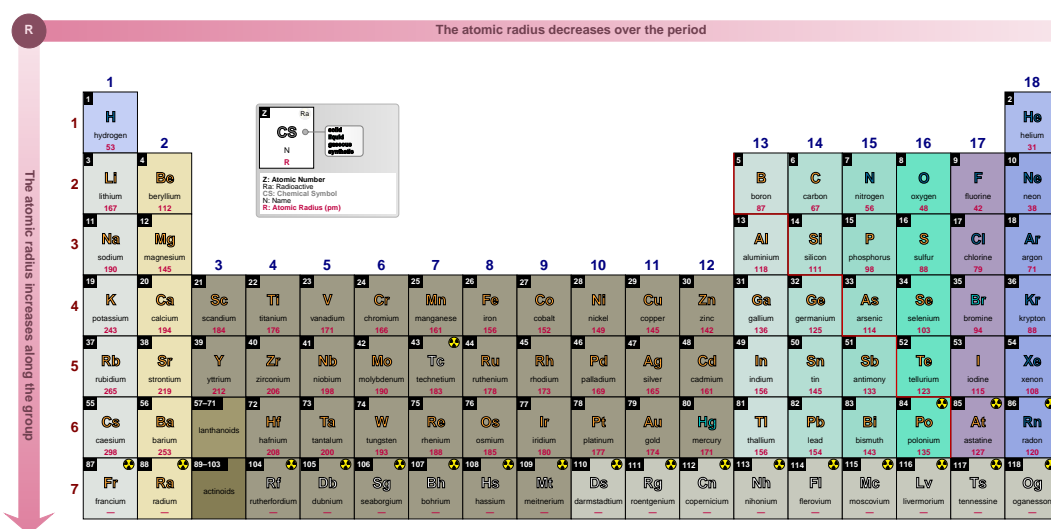 R The atomic radius decreases over the period
The atomic radius increases along the group
1 18
1 2
1 H He
hydrogen helium
53 31
Z Ra
CS
solid
liquid
gaseous
synthetic
N
R
Z: Atomic Number
Ra: Radioactive
CS: Chemical Symbol
N: Name
R: Atomic Radius (pm)
2 13 14 15 16 17
3 4 5 6 7 8 9 10
2 Li Be B C N O F Ne
lithium beryllium boron carbon nitrogen oxygen fluorine neon
167 112 87 67 56 48 42 38
11 12 13 14 15 16 17 18
3 Na Mg Al Si P S Cl Ar
sodium magnesium aluminium silicon phosphorus sulfur chlorine argon
190 145 118 111 98 88 79 71
3 4 5 6 7 8 9 10 11 12
19 20 21 22 23 24 25 26 27 28 29 30 31 32 33 34 35 36
4 K Ca Sc Ti V Cr Mn Fe Co Ni Cu Zn Ga Ge As Se Br Kr
potassium calcium scandium titanium vanadium chromium manganese iron cobalt nickel copper zinc gallium germanium arsenic selenium bromine krypton
243 194 184 176 171 166 161 156 152 149 145 142 136 125 114 103 94 88
37 38 39 40 41 42 43 44 45 46 47 48 49 50 51 52 53 54
5 Rb Sr Y Zr Nb Mo Tc Ru Rh Pd Ag Cd In Sn Sb Te I Xe
rubidium strontium yttrium zirconium niobium molybdenum technetium ruthenium rhodium palladium silver cadmium indium tin antimony tellurium iodine xenon
265 219 212 206 198 190 183 178 173 169 165 161 156 145 133 123 115 108
55 56 57–71 72 73 74 75 76 77 78 79 80 81 82 83 84 85 86
6 Cs Ba Hf Ta W Re Os Ir Pt Au Hg Tl Pb Bi Po At Rn
caesium barium lanthanoids hafnium tantalum tungsten rhenium osmium iridium platinum gold mercury thallium lead bismuth polonium astatine radon
298 253 208 200 193 188 185 180 177 174 171 156 154 143 135 127 120
87 88 89–103 104 105 106 107 108 109 110 111 112 113 114 115 116 117 118
7 Fr Ra Rf Db Sg Bh Hs Mt Ds Rg Cn Nh Fl Mc Lv Ts Og
francium radium actinoids rutherfordium dubnium seaborgium bohrium hassium meitnerium darmstadtium roentgenium copernicium nihonium flerovium moscovium livermorium tennessine oganesson
— — — — — — — — — — — — — — — — —